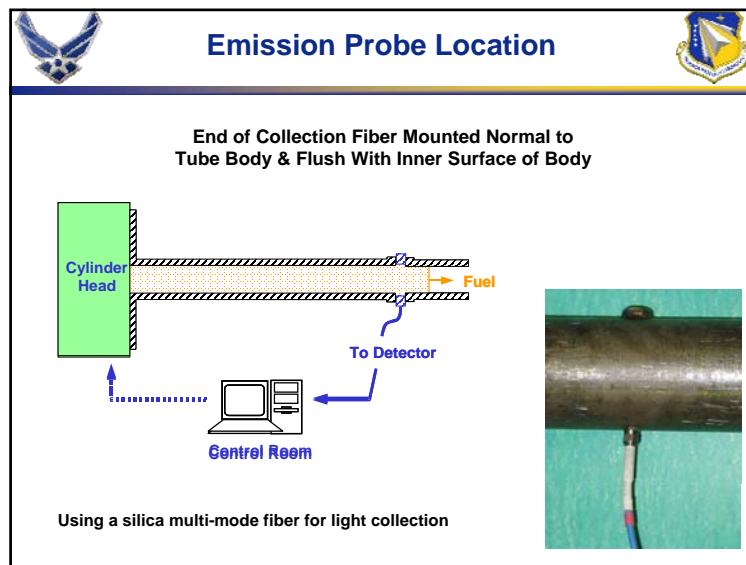 Emission Probe Location
End of Collection Fiber Mounted Normal to
Tube Body & Flush With Inner Surface of Body
Cylinder
Head
Fuel
To Detector
Control Room
Using a silica multi-mode fiber for light collection